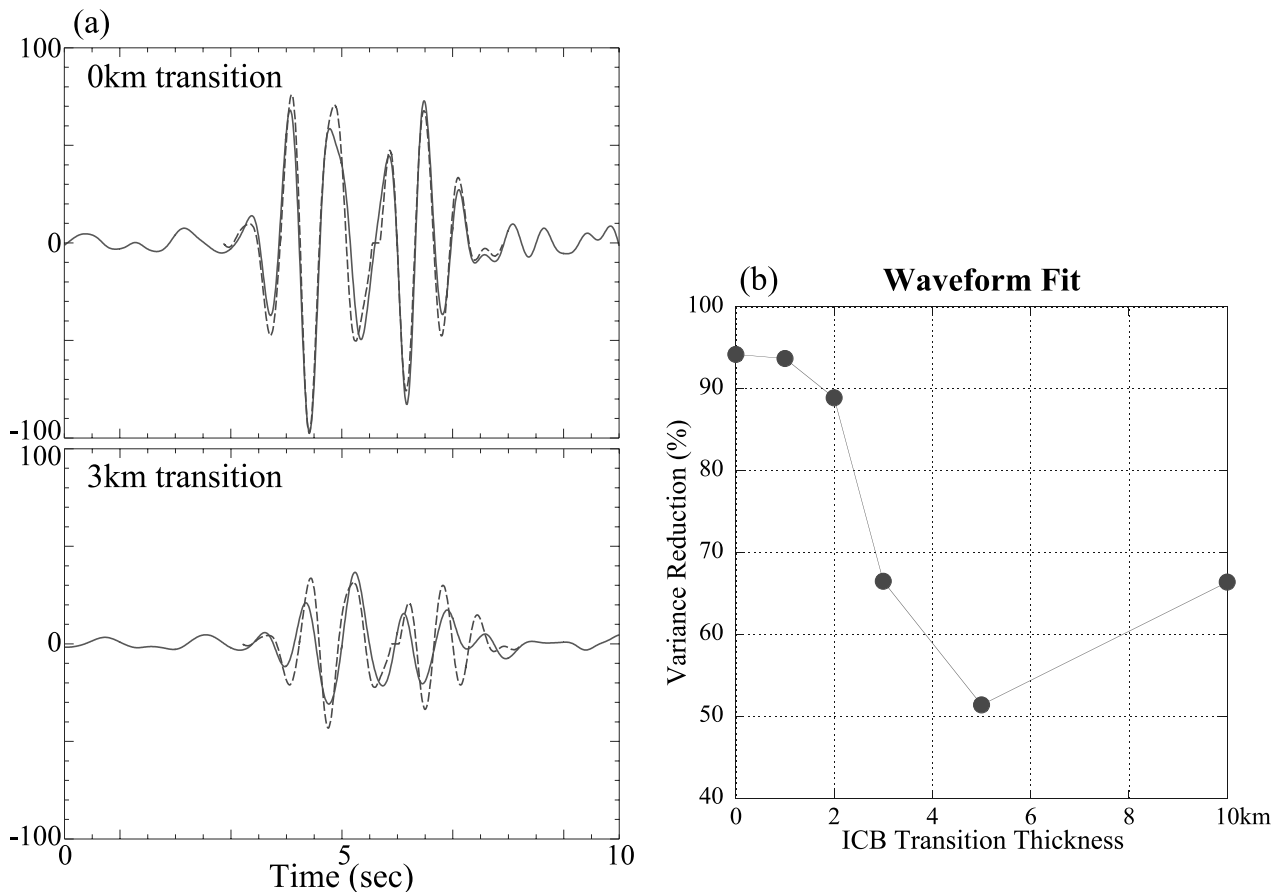 (a)
100
0km transition
0
-100
100
3km transition
0
-100
0
5
10
Time (sec)
(b)
Waveform Fit
100
90
80
70
60
50
40
Variance Reduction (%)
0
2
4
6
8
10km
ICB Transition Thickness